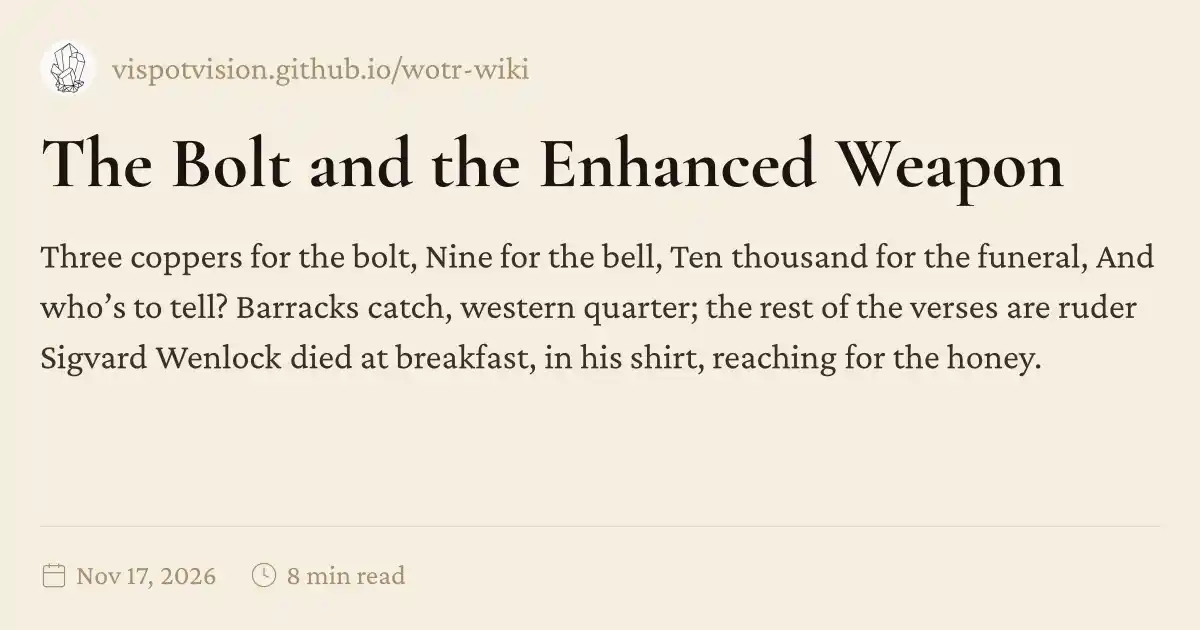 vispotvision.github.io/wotr-wiki
The Bolt and the Enhanced Weapon
Three coppers for the bolt, Nine for the bell, Ten thousand for the funeral, And
who’s to tell? Barracks catch, western quarter; the rest of the verses are ruder
Sigvard Wenlock died at breakfast, in his shirt, reaching for the honey.
Nov 17, 2026 8 min read